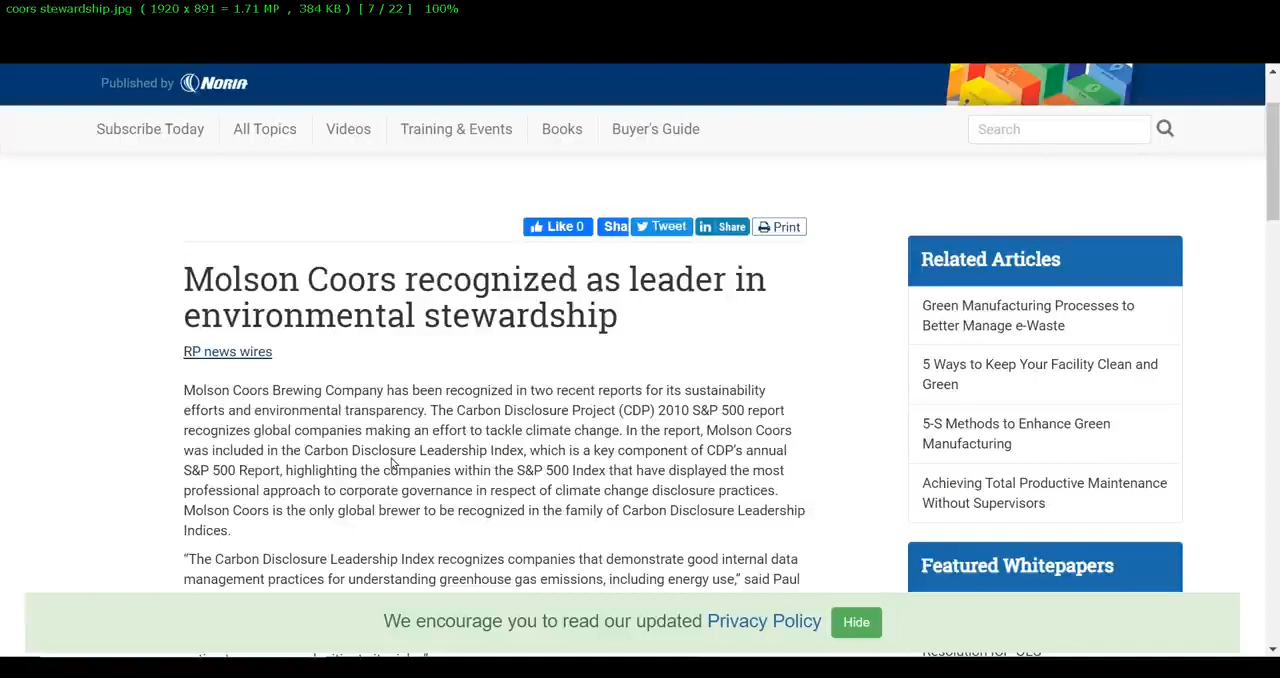 coors stewardship.jpg ( 1920 x 891 = 1.71 MP , 384 KB ) [ 7 / 22 ] 100%
Published by NORIA
Subscribe Today All Topics Videos Training & Events Books Buyer's Guide Search
Like 0 Sha Tweet in Share Print
Molson Coors recognized as leader in
environmental stewardship
RP news wires
Molson Coors Brewing Company has been recognized in two recent reports for its sustainability
efforts and environmental transparency. The Carbon Disclosure Project (CDP) 2010 S&P 500 report
recognizes global companies making an effort to tackle climate change. In the report, Molson Coors
was included in the Carbon Disclosure Leadership Index, which is a key component of CDP's annual
S&P 500 Report, highlighting the companies within the S&P 500 Index that have displayed the most
professional approach to corporate governance in respect of climate change disclosure practices.
Molson Coors is the only global brewer to be recognized in the family of Carbon Disclosure Leadership
Indices.
“The Carbon Disclosure Leadership Index recognizes companies that demonstrate good internal data
management practices for understanding greenhouse gas emissions, including energy use,” said Paul
Related Articles
Green Manufacturing Processes to
Better Manage e-Waste
5 Ways to Keep Your Facility Clean and
Green
5-S Methods to Enhance Green
Manufacturing
Achieving Total Productive Maintenance
Without Supervisors
Featured Whitepapers
We encourage you to read our updated Privacy Policy Hide